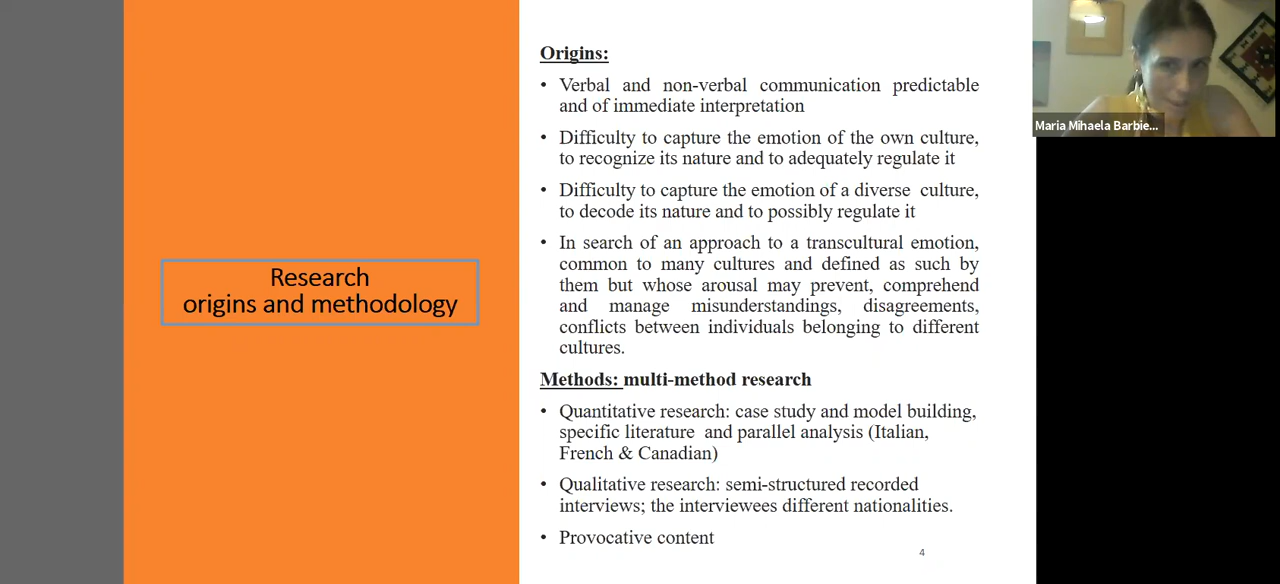 Research
origins and methodology
Origins:
• Verbal and non-verbal communication predictable
and of immediate interpretation
• Difficulty to capture the emotion of the own culture,
to recognize its nature and to adequately regulate it
• Difficulty to capture the emotion of a diverse culture,
to decode its nature and to possibly regulate it
• In search of an approach to a transcultural emotion,
common to many cultures and defined as such by
them but whose arousal may prevent, comprehend
and manage misunderstandings, disagreements,
conflicts between individuals belonging to different
cultures.
Methods: multi-method research
• Quantitative research: case study and model building,
specific literature and parallel analysis (Italian,
French & Canadian)
• Qualitative research: semi-structured recorded
interviews; the interviewees different nationalities.
• Provocative content
4
Maria Mihaela Barbie...